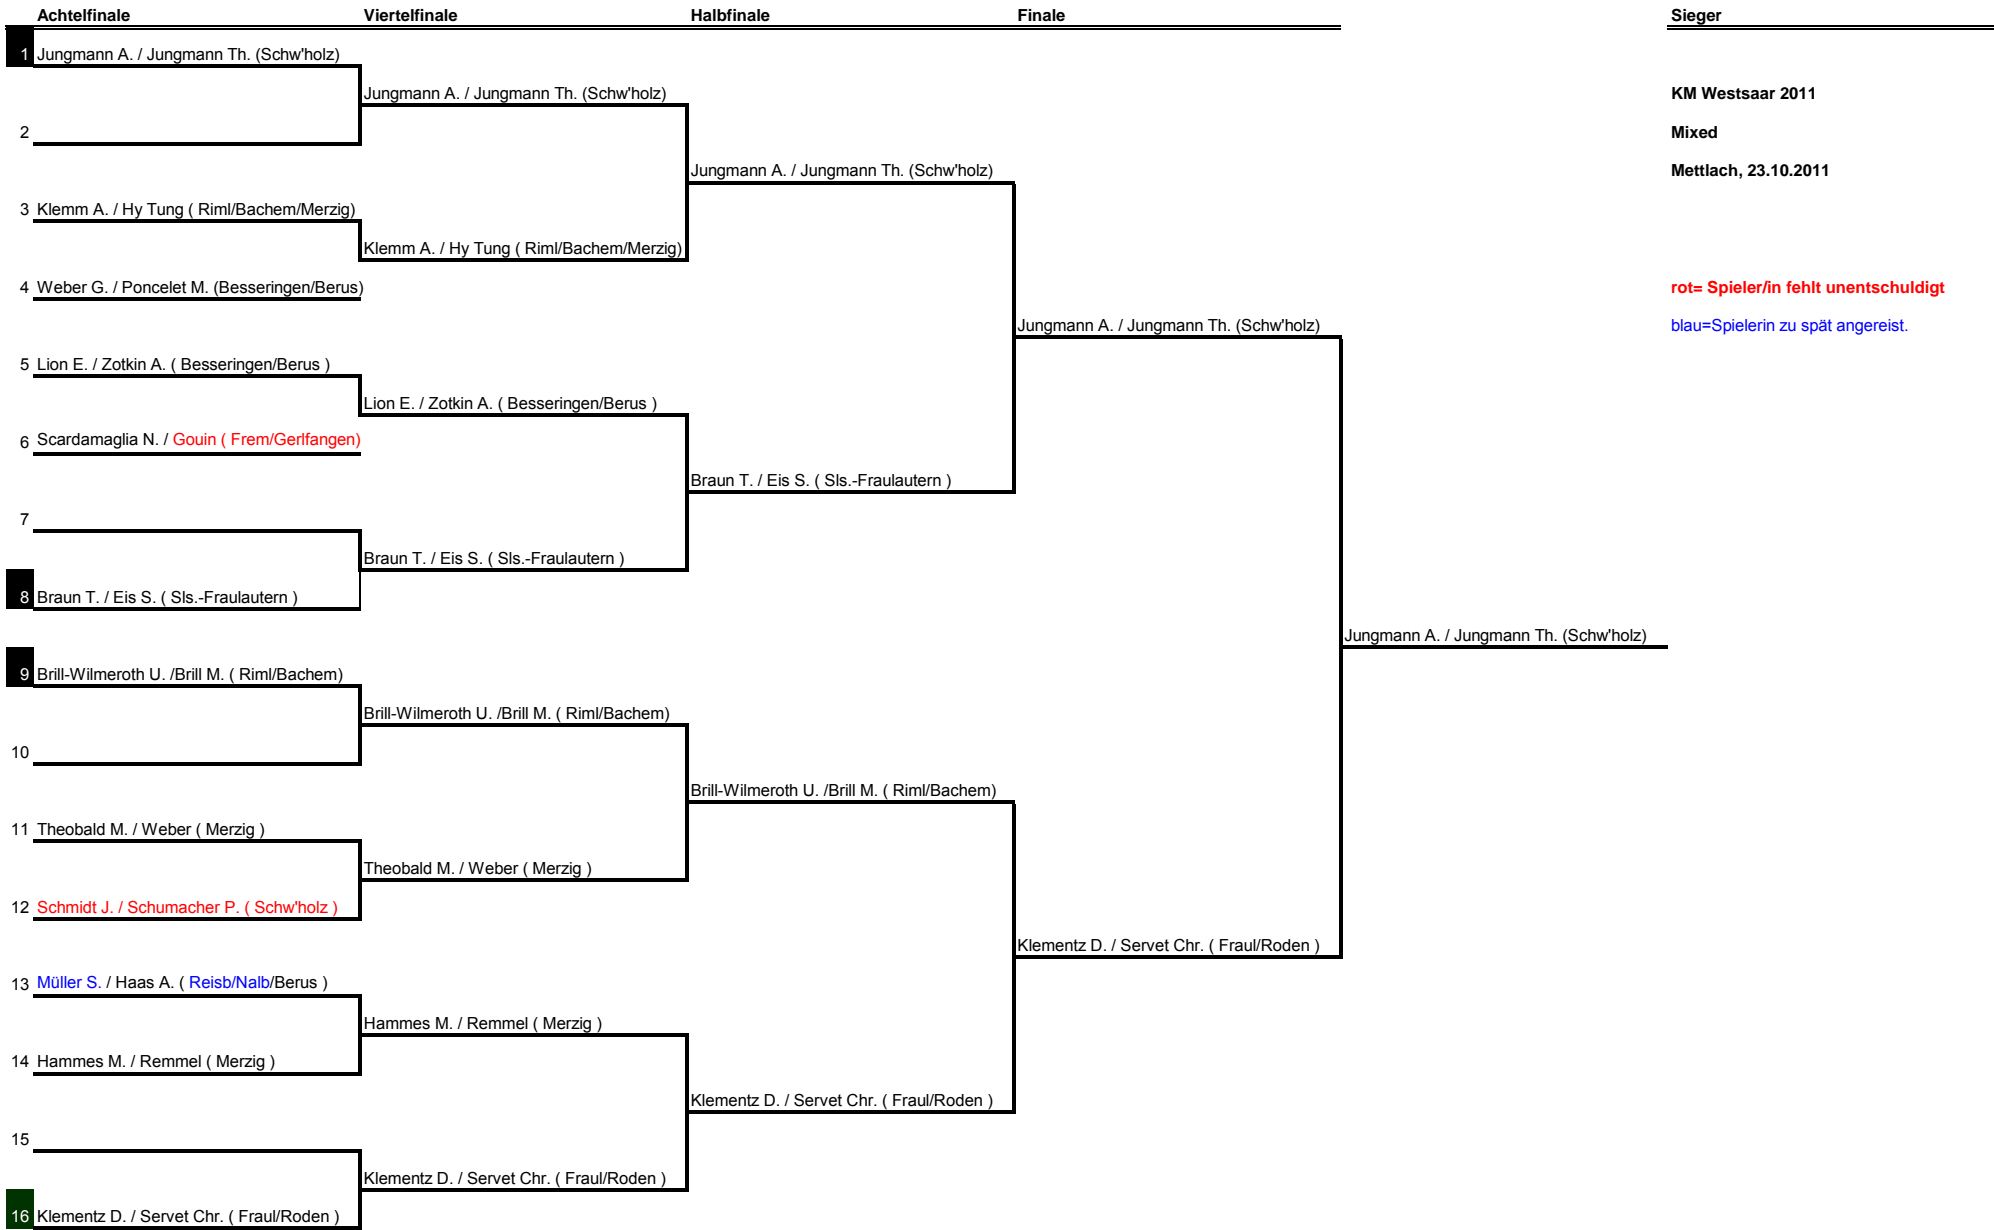 Achtelfinale Viertelfinale Halbfinale Finale Sieger
1 Jungmann A. / Jungmann Th. (Schw'holz)
Jungmann A. / Jungmann Th. (Schw'holz) KM Westsaar 2011
2 Mixed
Jungmann A. / Jungmann Th. (Schw'holz) Mettlach, 23.10.2011
3 Klemm A. / Hy Tung ( Riml/Bachem/Merzig)
Klemm A. / Hy Tung ( Riml/Bachem/Merzig)
4 Weber G. / Poncelet M. (Besseringen/Berus) rot= Spieler/in fehlt unentschuldigt
Jungmann A. / Jungmann Th. (Schw'holz) blau=Spielerin zu spät angereist.
5 Lion E. / Zotkin A. ( Besseringen/Berus )
Lion E. / Zotkin A. ( Besseringen/Berus )
6 Scardamaglia N. / Gouin ( Frem/Gerlfangen)
Braun T. / Eis S. ( Sls.-Fraulautern )
7
Braun T. / Eis S. ( Sls.-Fraulautern )
8 Braun T. / Eis S. ( Sls.-Fraulautern )
Jungmann A. / Jungmann Th. (Schw'holz)
9 Brill-Wilmeroth U. /Brill M. ( Riml/Bachem)
Brill-Wilmeroth U. /Brill M. ( Riml/Bachem)
10
Brill-Wilmeroth U. /Brill M. ( Riml/Bachem)
11 Theobald M. / Weber ( Merzig )
Theobald M. / Weber ( Merzig )
12 Schmidt J. / Schumacher P. ( Schw'holz )
Klementz D. / Servet Chr. ( Fraul/Roden )
13 Müller S. / Haas A. ( Reisb/Nalb/Berus )
Hammes M. / Remmel ( Merzig )
14 Hammes M. / Remmel ( Merzig )
Klementz D. / Servet Chr. ( Fraul/Roden )
15
Klementz D. / Servet Chr. ( Fraul/Roden )
16 Klementz D. / Servet Chr. ( Fraul/Roden )